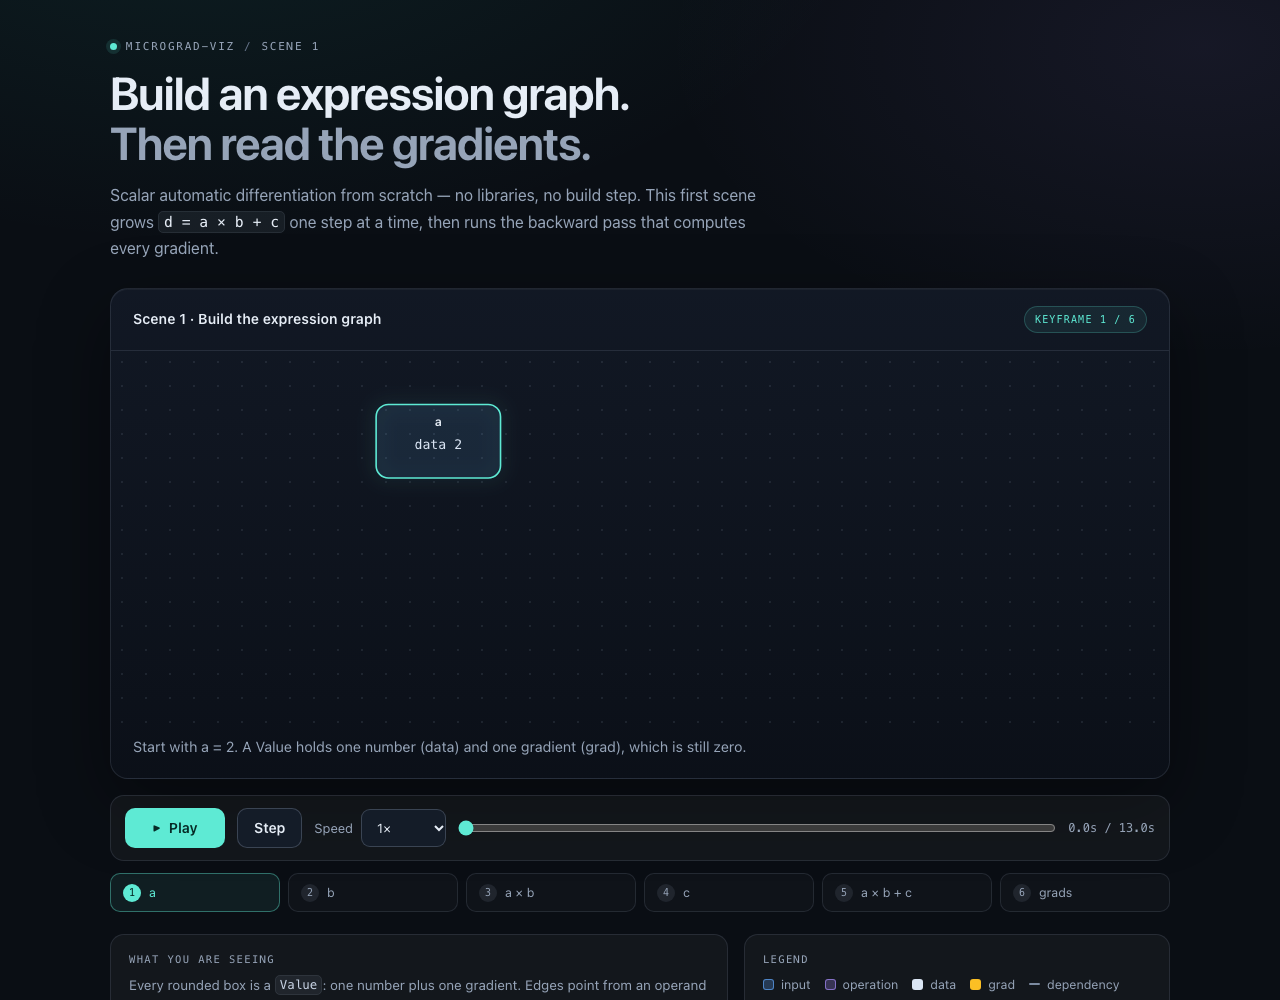 MICROGRAD-VIZ / SCENE 1
Build an expression graph.
Then read the gradients.
Scalar automatic differentiation from scratch — no libraries, no build step. This first scene
grows d = a × b + c one step at a time, then runs the backward pass that computes
every gradient.
Scene 1 · Build the expression graph
KEYFRAME 1 / 6
a
data 2
Start with a = 2. A Value holds one number (data) and one gradient (grad), which is still zero.
► Play Step Speed 1× 0.0s / 13.0s
1 a 2 b 3 a × b 4 c 5 a × b + c 6 grads
WHAT YOU ARE SEEING
Every rounded box is a Value: one number plus one gradient. Edges point from an operand
LEGEND
input operation data grad dependency